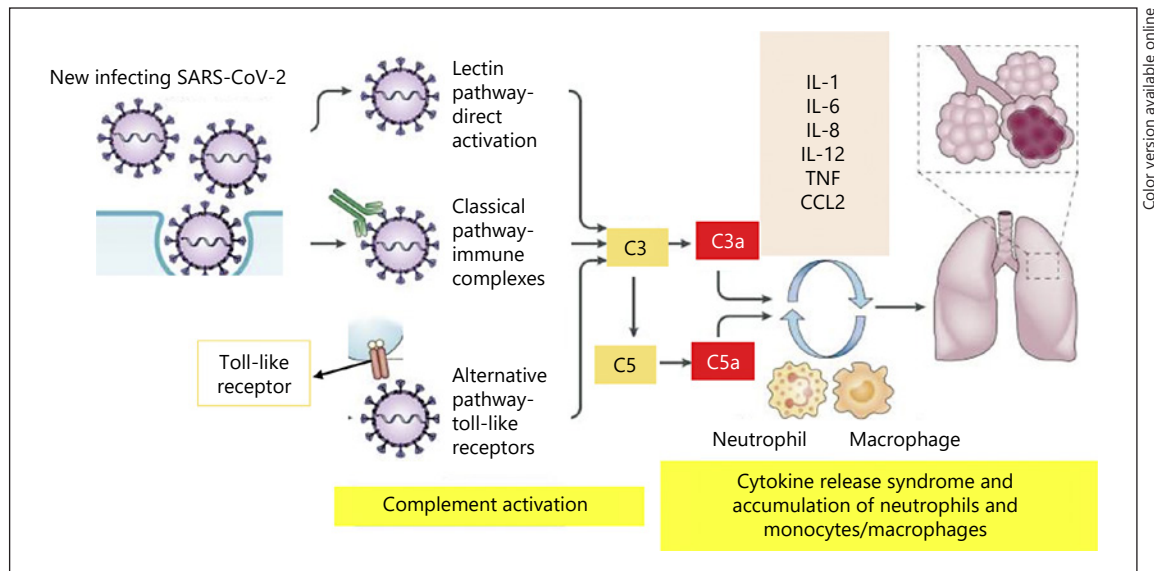 New infecting SARS-CoV-2
Lectin
pathway-
direct
activation
Classical
pathway-
immune
complexes
Toll-like
receptor
Alternative
pathway-
toll-like
receptors
Complement activation
C3
C3a
C5
C5a
IL-1
IL-6
IL-8
IL-12
TNF
CCL2
Neutrophil
Macrophage
Cytokine release syndrome and
accumulation of neutrophils and
monocytes/macrophages
Color version available online